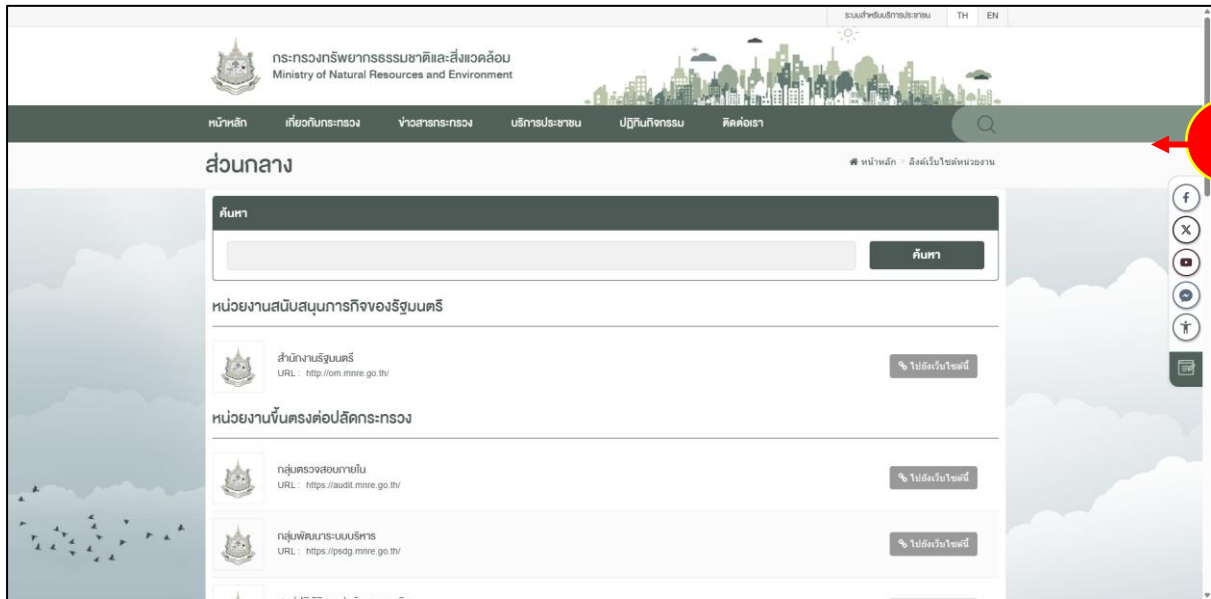 ระบบสำหรับบริการประชาชน TH EN
กระทรวงทรัพยากรธรรมชาติและสิ่งแวดล้อม
Ministry of Natural Resources and Environment
หน้าหลัก เกี่ยวกับกระทรวง ข่าวสารกระทรวง บริการประชาชน ปฏิทินกิจกรรม ติดต่อเรา
ส่วนกลาง
หน้าหลัก > ลิงค์เว็บไซต์หน่วยงาน
ค้นหา
ค้นหา
หน่วยงานสนับสนุนภารกิจของรัฐมนตรี
สำนักงานรัฐมนตรี
URL : http://om.mnre.go.th/
ไปยังเว็บไซต์นี้
หน่วยงานขึ้นตรงต่อปลัดกระทรวง
กลุ่มตรวจสอบภายใน
URL : https://audit.mnre.go.th/
ไปยังเว็บไซต์นี้
กลุ่มพัฒนาระบบบริหาร
URL : https://psdg.mnre.go.th/
ไปยังเว็บไซต์นี้